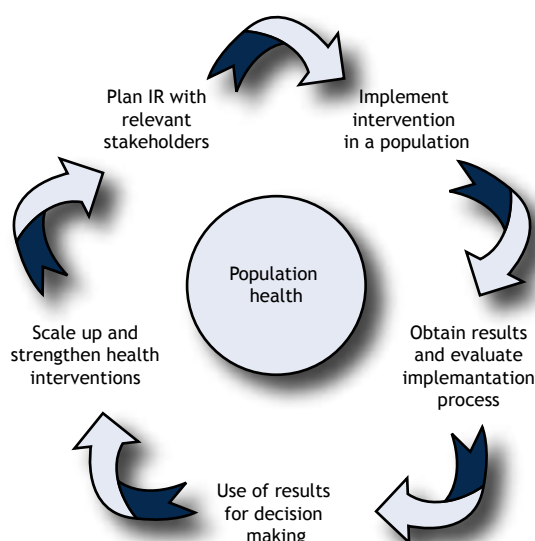 Plan IR with
relevant
stakeholders
Implement
intervention
in a population
Population
health
Obtain results
and evaluate
implemantation
process
Use of results
for decision
making
Scale up and
strengthen health
interventions